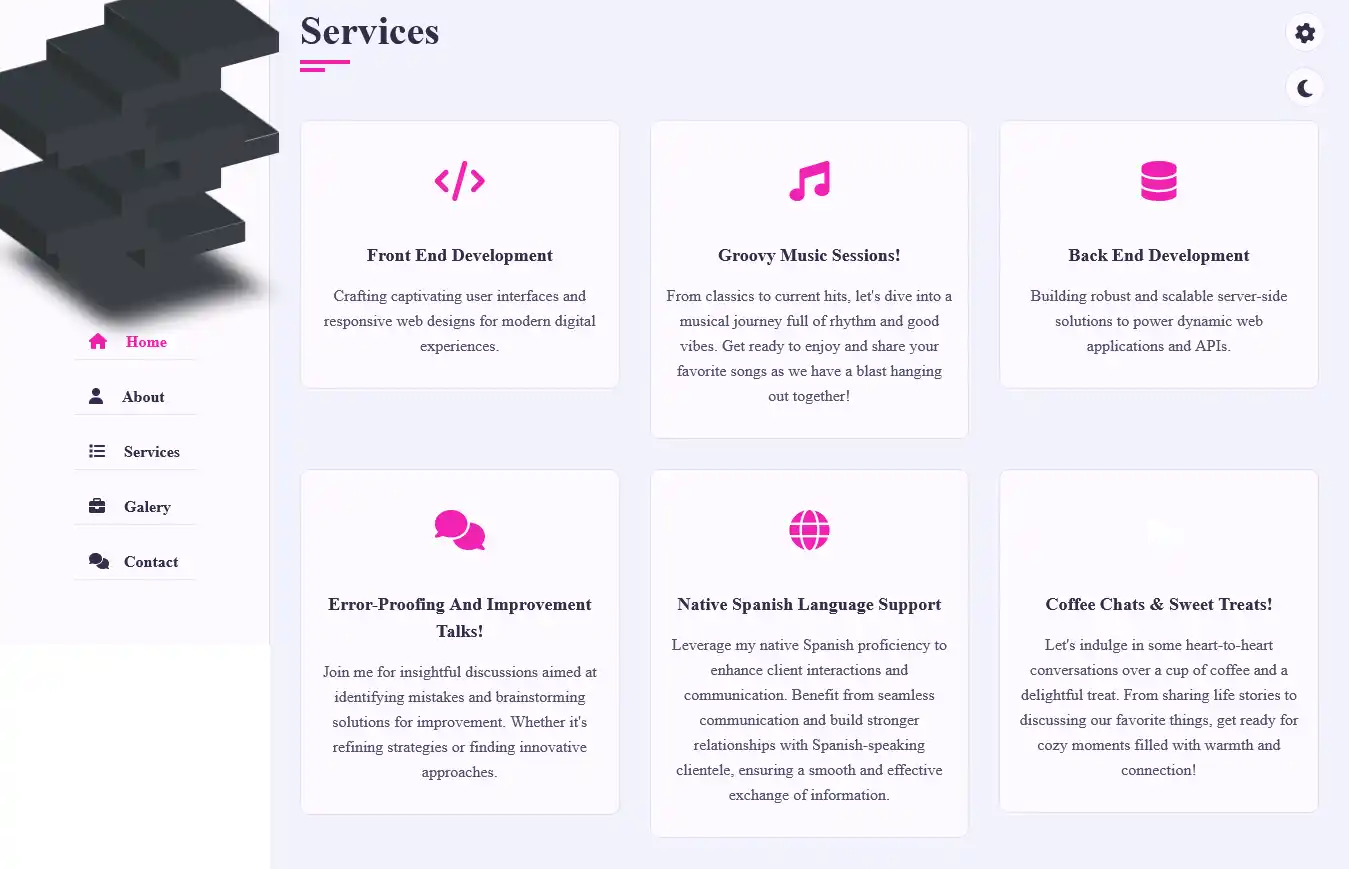 Services
Home
About
Services
Galery
Contact
Front End Development
Crafting captivating user interfaces and
responsive web designs for modern digital
experiences.
Groovy Music Sessions!
From classics to current hits, let's dive into a
musical journey full of rhythm and good
vibes. Get ready to enjoy and share your
favorite songs as we have a blast hanging
out together!
Back End Development
Building robust and scalable server-side
solutions to power dynamic web
applications and APIs.
Error-Proofing And Improvement
Talks!
Join me for insightful discussions aimed at
identifying mistakes and brainstorming
solutions for improvement. Whether it's
refining strategies or finding innovative
approaches.
Native Spanish Language Support
Leverage my native Spanish proficiency to
enhance client interactions and
communication. Benefit from seamless
communication and build stronger
relationships with Spanish-speaking
clientele, ensuring a smooth and effective
exchange of information.
Coffee Chats & Sweet Treats!
Let's indulge in some heart-to-heart
conversations over a cup of coffee and a
delightful treat. From sharing life stories to
discussing our favorite things, get ready for
cozy moments filled with warmth and
connection!